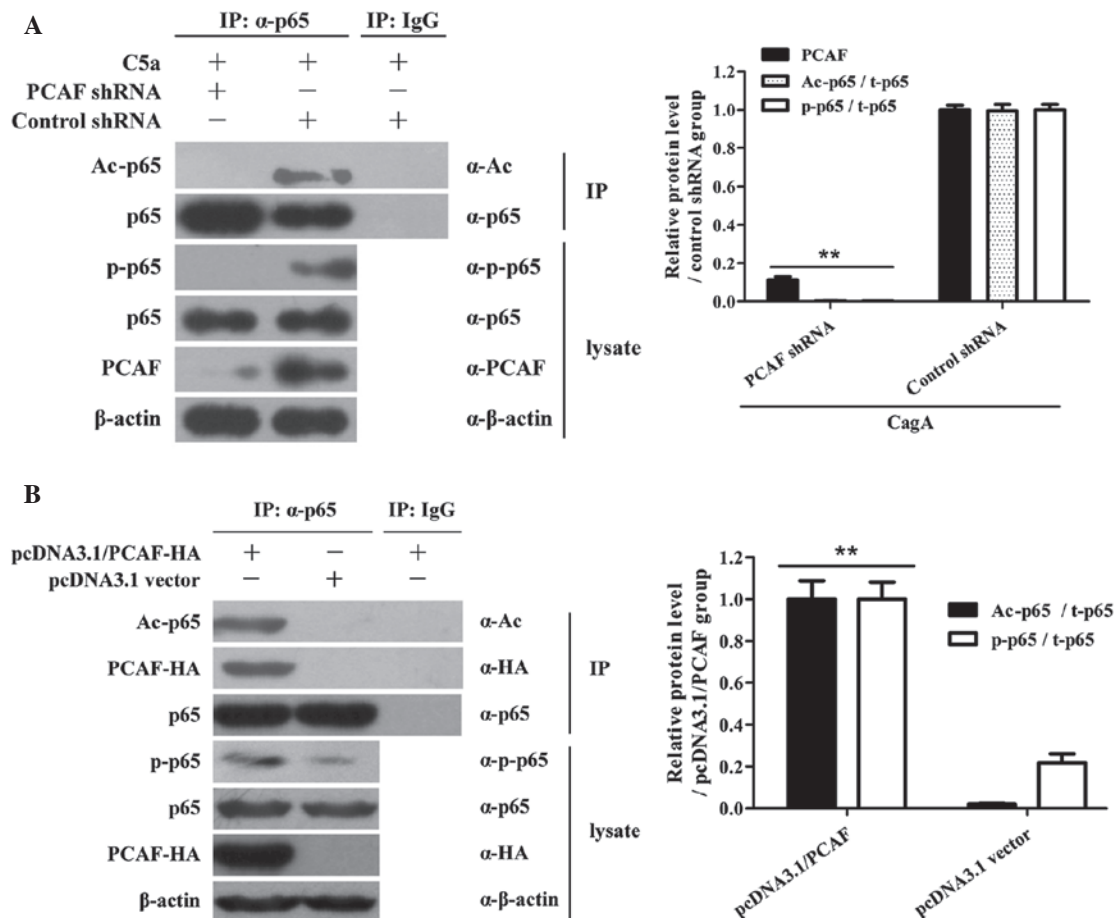 A
IP: α-p65 IP: IgG
C5a + + +
PCAF shRNA + − −
Control shRNA − + +
Ac-p65 α-Ac
p65 α-p65
IP
p-p65 α-p-p65
p65 α-p65
PCAF α-PCAF
β-actin α-β-actin
lysate
PCAF
Ac-p65 / t-p65
p-p65 / t-p65
Relative protein level
/ control shRNA group
1.2
1.0
0.8
0.6
0.4
0.2
0.0
**
PCAF shRNA
Control shRNA
CagA
B
IP: α-p65 IP: IgG
pcDNA3.1/PCAF-HA + − +
pcDNA3.1 vector − + −
Ac-p65 α-Ac
PCAF-HA α-HA
p65 α-p65
IP
p-p65 α-p-p65
p65 α-p65
PCAF-HA α-HA
β-actin α-β-actin
lysate
Relative protein level
/ pcDNA3.1/PCAF group
1.2
1.0
0.8
0.6
0.4
0.2
0.0
**
Ac-p65 / t-p65
p-p65 / t-p65
pcDNA3.1/PCAF
pcDNA3.1 vector